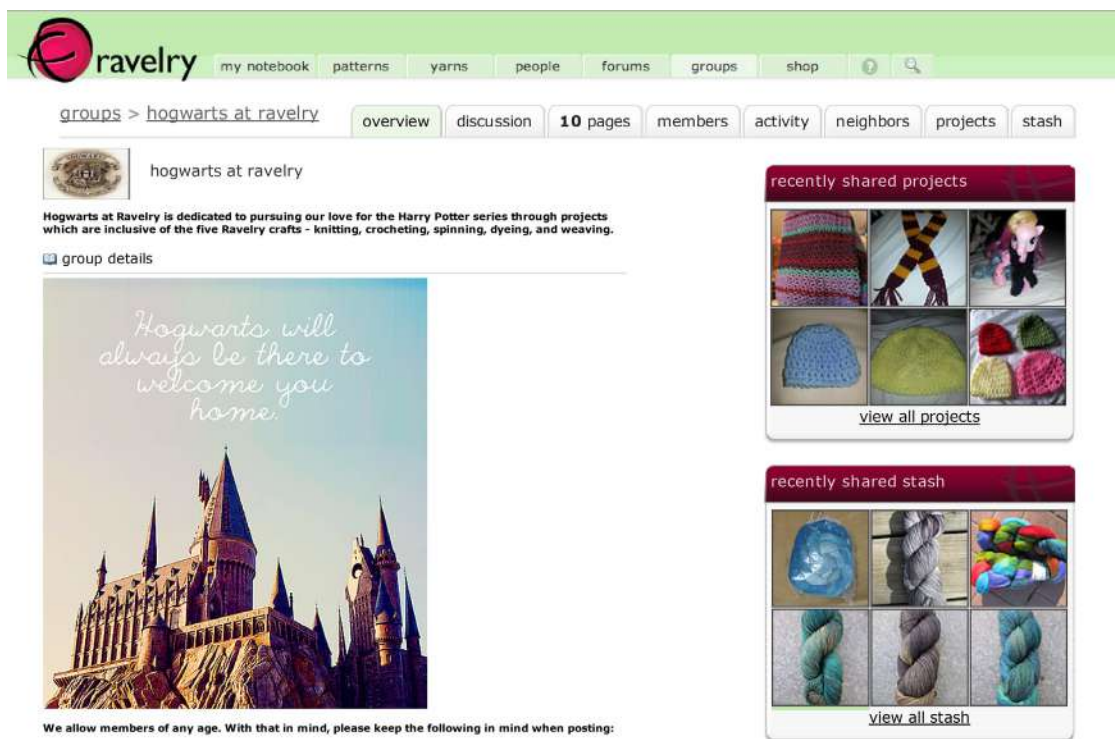 ravelry
my notebook patterns yarns people forums groups shop
groups > hogwarts at ravelry
overview discussion 10 pages members activity neighbors projects stash
hogwarts at ravelry
Hogwarts at Ravelry is dedicated to pursuing our love for the Harry Potter series through projects
which are inclusive of the five Ravelry crafts - knitting, crocheting, spinning, dyeing, and weaving.
group details
Hogwarts will
always be there to
welcome you
home.
We allow members of any age. With that in mind, please keep the following in mind when posting:
recently shared projects
view all projects
recently shared stash
view all stash